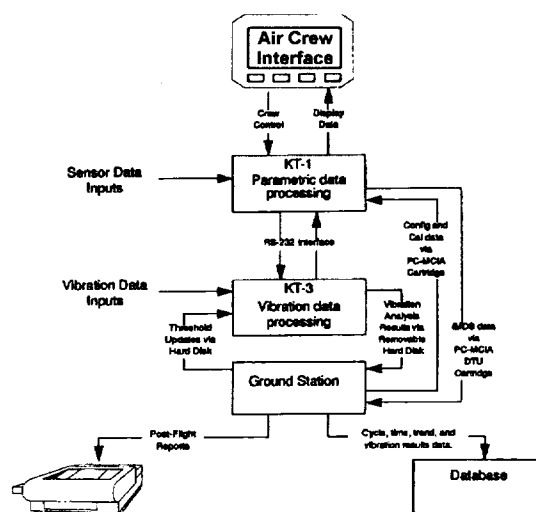 Air Crew
Interface
Crew
Control
Display
Data
KT-1
Parametric data
processing
Sensor Data
Inputs
RS-232 Interface
Config and
Cal data
via
PC-MCIA
Cartridge
KT-3
Vibration data
processing
Vibration Data
Inputs
Threshold
Updates via
Hard Disk
Vibration
Analysis
Results via
Removable
Hard Disk
data
via
PC-MCIA
DTU
Cartridge
Ground Station
Post-Flight
Reports
Cycle, time, trend, and
vibration results data.
Database